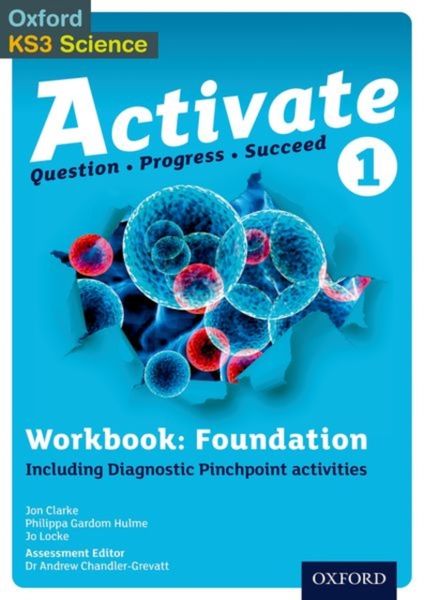 Oxford
KS3 Science
Activate
Question • Progress • Succeed
1
Workbook: Foundation
Including Diagnostic Pinchpoint activities
Jon Clarke
Philippa Gardom Hulme
Jo Locke
Assessment Editor
Dr Andrew Chandler-Grevatt
OXFORD